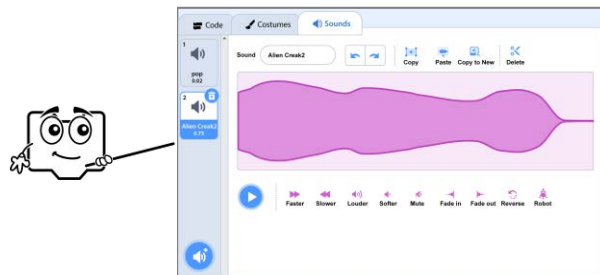 Code Costumes Sounds
1
pop
0.02
2
Alien Creak2
0.71
Sound Alien Creak2 Copy Paste Copy to New Delete
Faster Slower Louder Softer Mute Fade in Fade out Reverse Robot